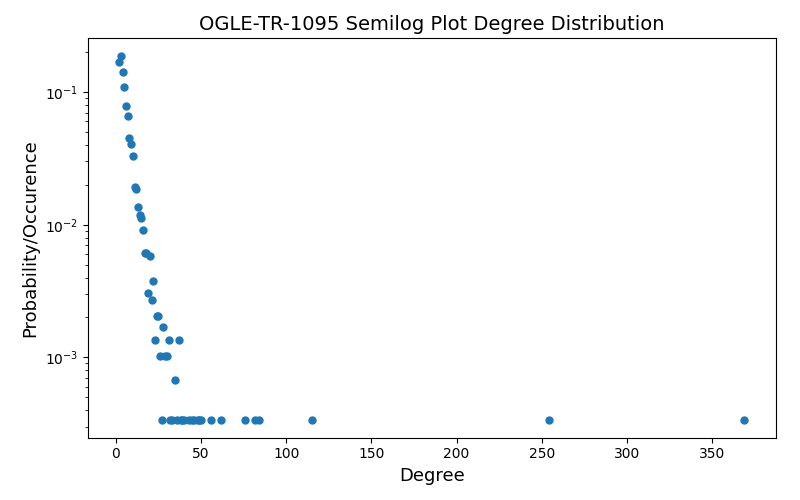 OGLE-TR-1095 Semilog Plot Degree Distribution
Probability/Occurence
10⁻¹
10⁻²
10⁻³
0 50 100 150 200 250 300 350
Degree